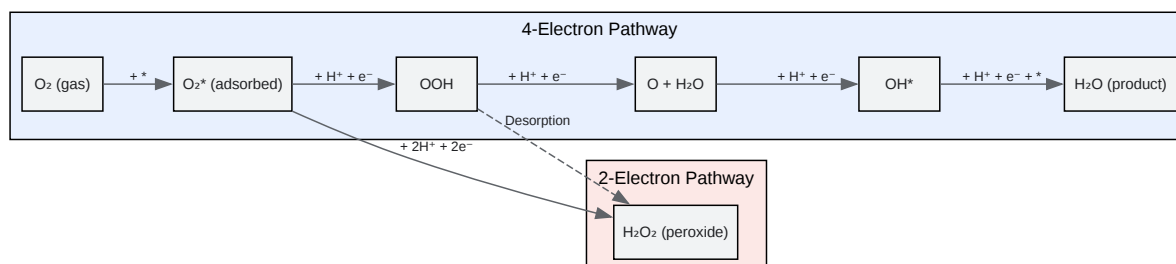 4-Electron Pathway
O₂ (gas)
+ *
O₂* (adsorbed)
+ H⁺ + e⁻
OOH
+ H⁺ + e⁻
O + H₂O
+ H⁺ + e⁻
OH*
+ H⁺ + e⁻ + *
H₂O (product)
Desorption
+ 2H⁺ + 2e⁻
2-Electron Pathway
H₂O₂ (peroxide)